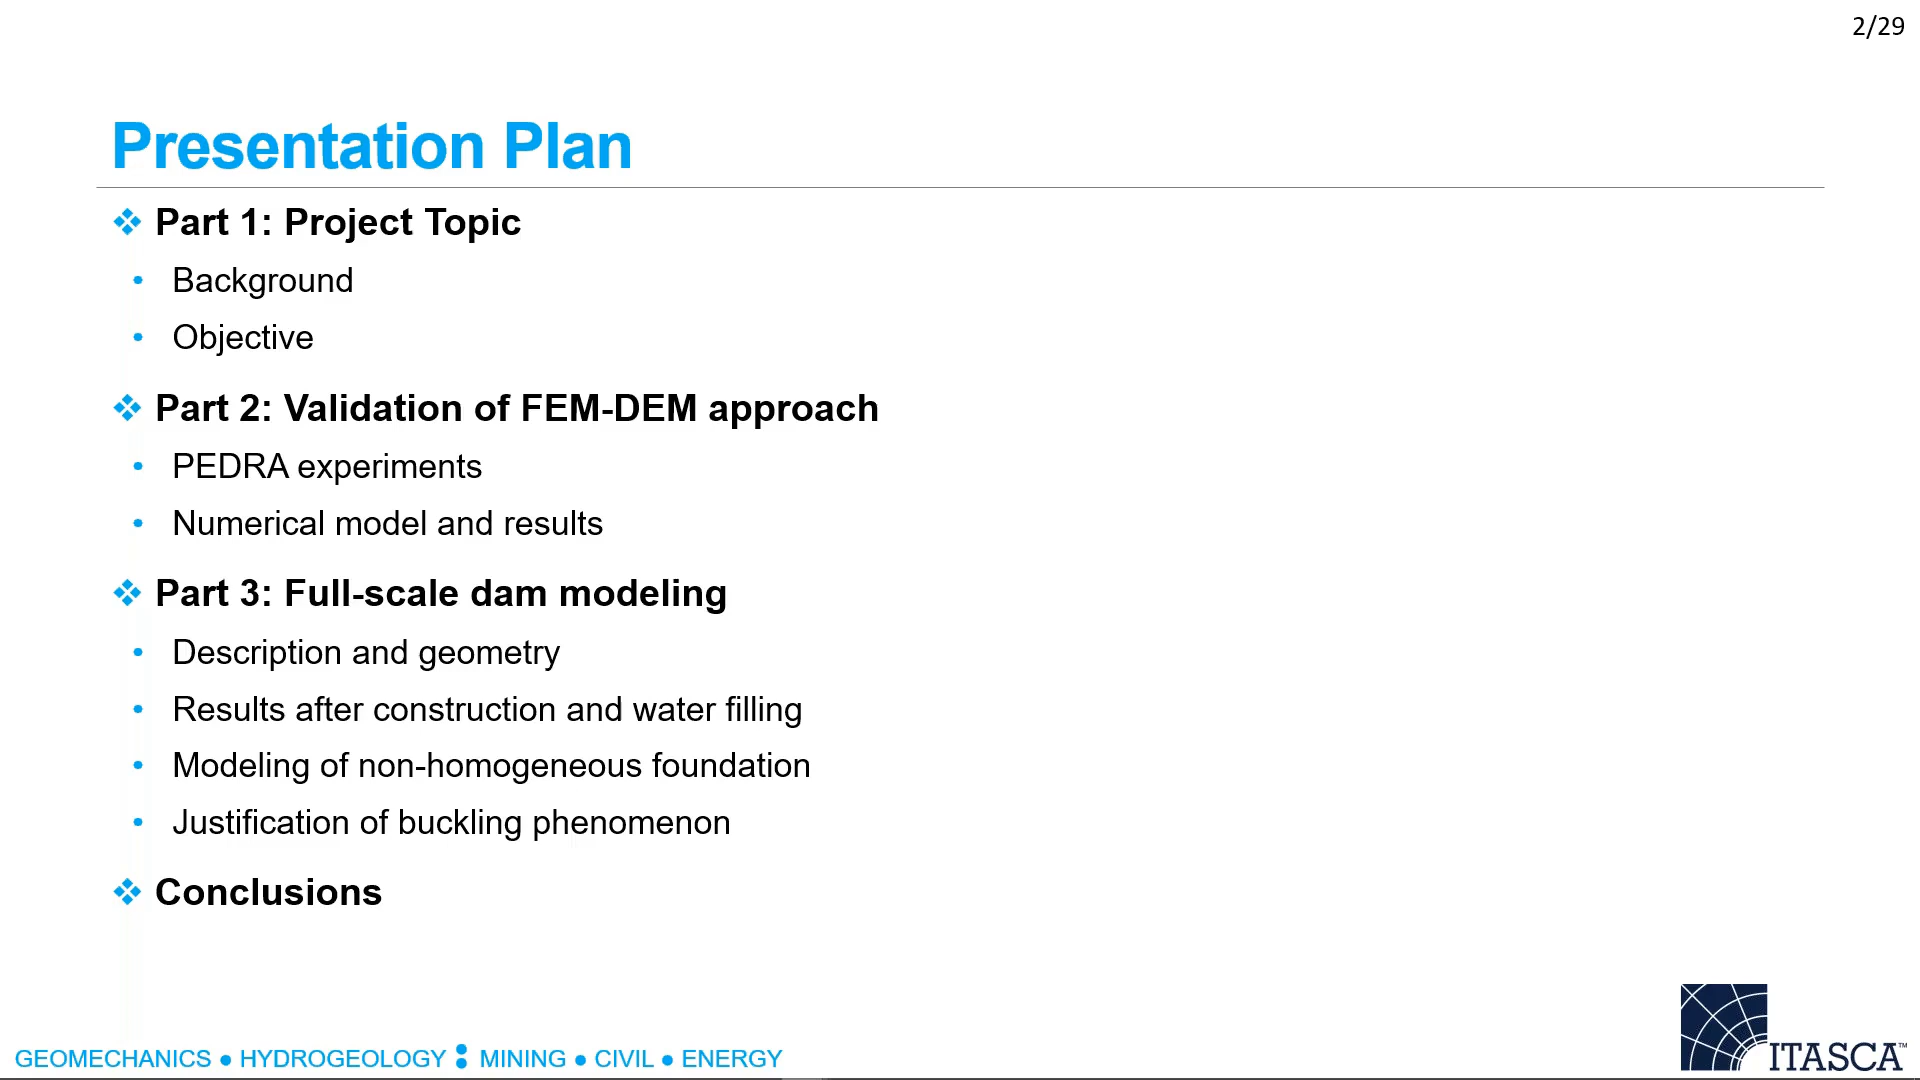 2/29
Presentation Plan
❖ Part 1: Project Topic
• Background
• Objective
❖ Part 2: Validation of FEM-DEM approach
• PEDRA experiments
• Numerical model and results
❖ Part 3: Full-scale dam modeling
• Description and geometry
• Results after construction and water filling
• Modeling of non-homogeneous foundation
• Justification of buckling phenomenon
❖ Conclusions
GEOMECHANICS ● HYDROGEOLOGY : MINING ● CIVIL ● ENERGY
ITASCA™